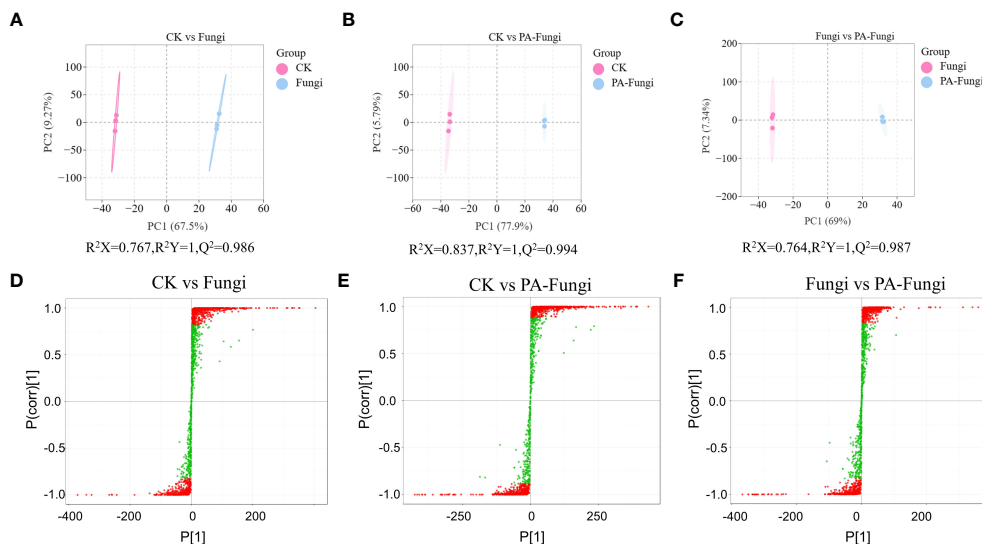 A
CK vs Fungi
Group
CK
Fungi
PC2 (9.27%)
100
50
0
−50
−100
−40
−20
0
20
40
60
PC1 (67.5%)
R²X=0.767,R²Y=1,Q²=0.986
B
CK vs PA-Fungi
Group
CK
PA-Fungi
PC2 (5.79%)
100
50
0
−50
−100
−60
−40
−20
0
20
40
60
PC1 (77.9%)
R²X=0.837,R²Y=1,Q²=0.994
C
Fungi vs PA-Fungi
Group
Fungi
PA-Fungi
PC2 (7.34%)
200
100
0
−100
−200
−40
−20
0
20
40
PC1 (69%)
R²X=0.764,R²Y=1,Q²=0.987
D
CK vs Fungi
P(corr)[1]
1.0
0.5
0.0
-0.5
-1.0
-400
-200
0
200
P[1]
E
CK vs PA-Fungi
P(corr)[1]
1.0
0.5
0.0
-0.5
-1.0
-250
0
250
P[1]
F
Fungi vs PA-Fungi
P(corr)[1]
1.0
0.5
0.0
-0.5
-1.0
-400
-200
0
200
P[1]